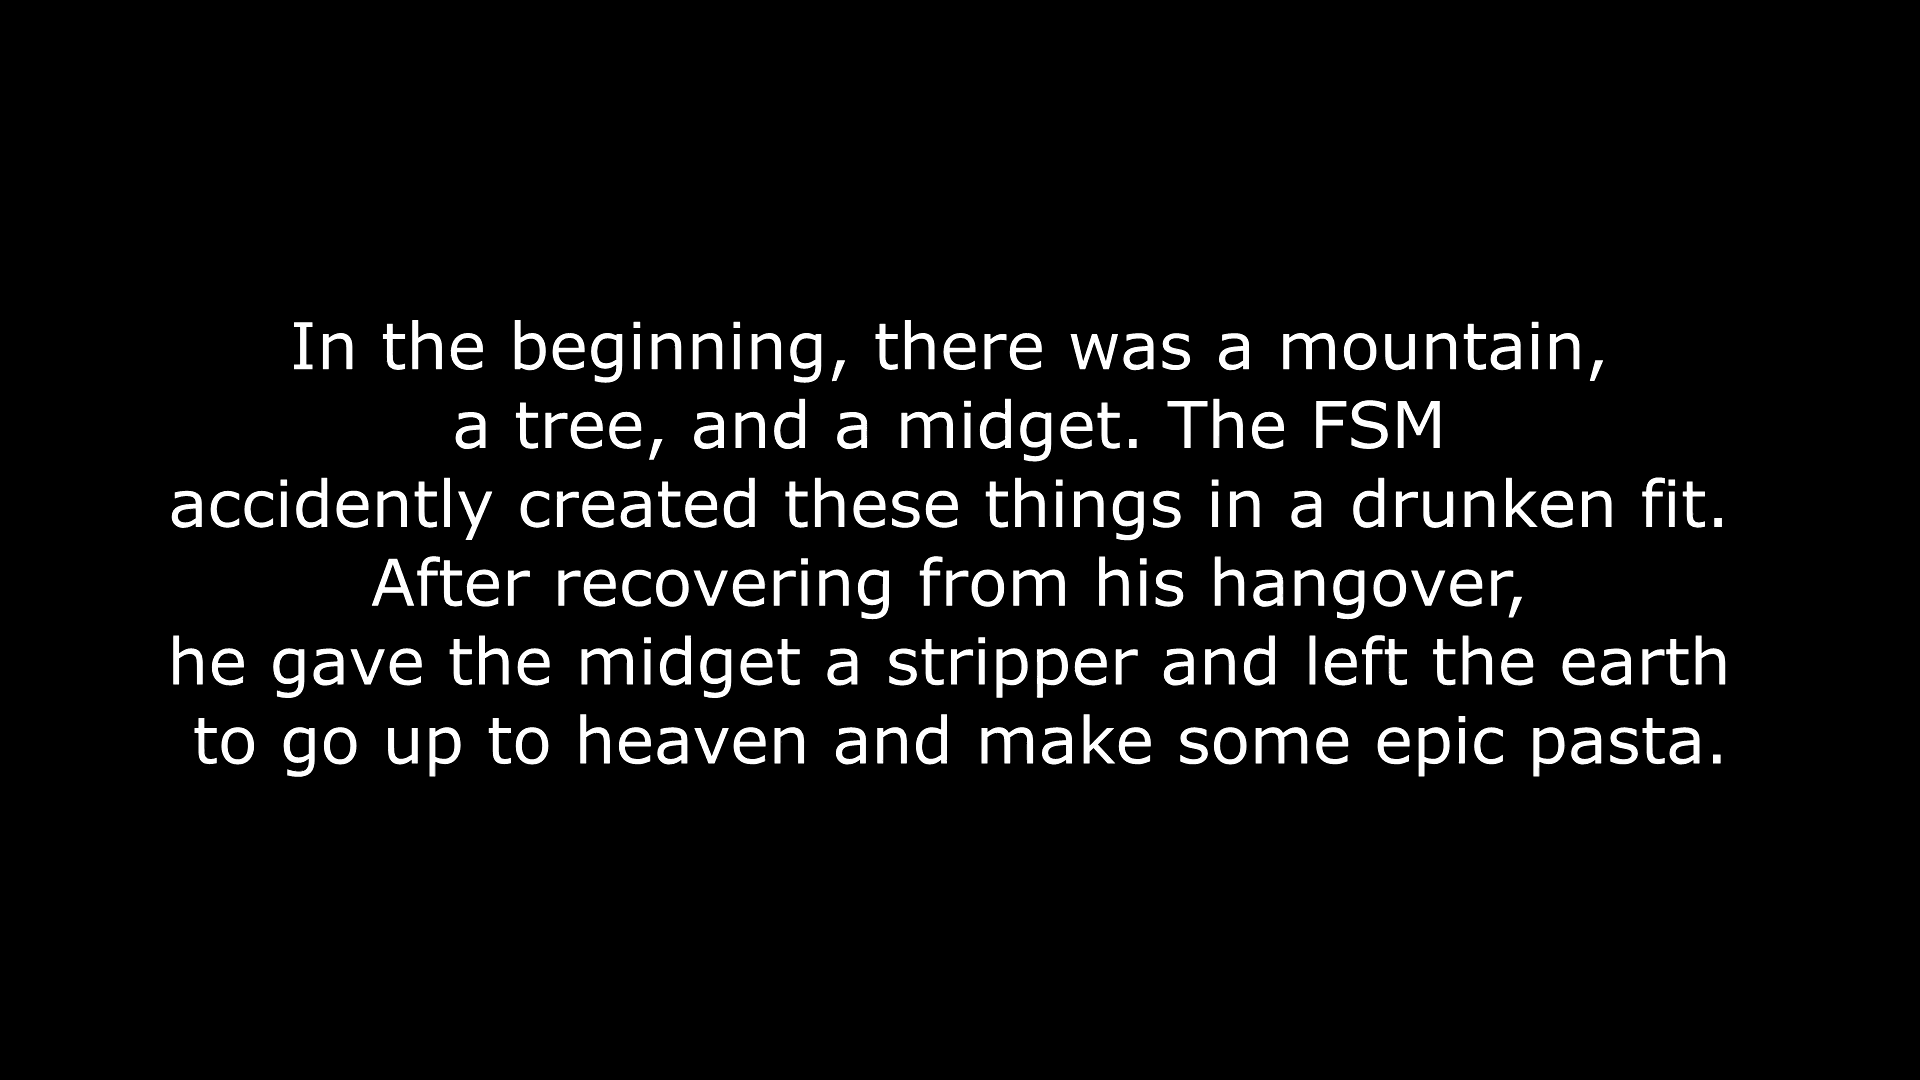 In the beginning, there was a mountain,
a tree, and a midget. The FSM
accidently created these things in a drunken fit.
After recovering from his hangover,
he gave the midget a stripper and left the earth
to go up to heaven and make some epic pasta.